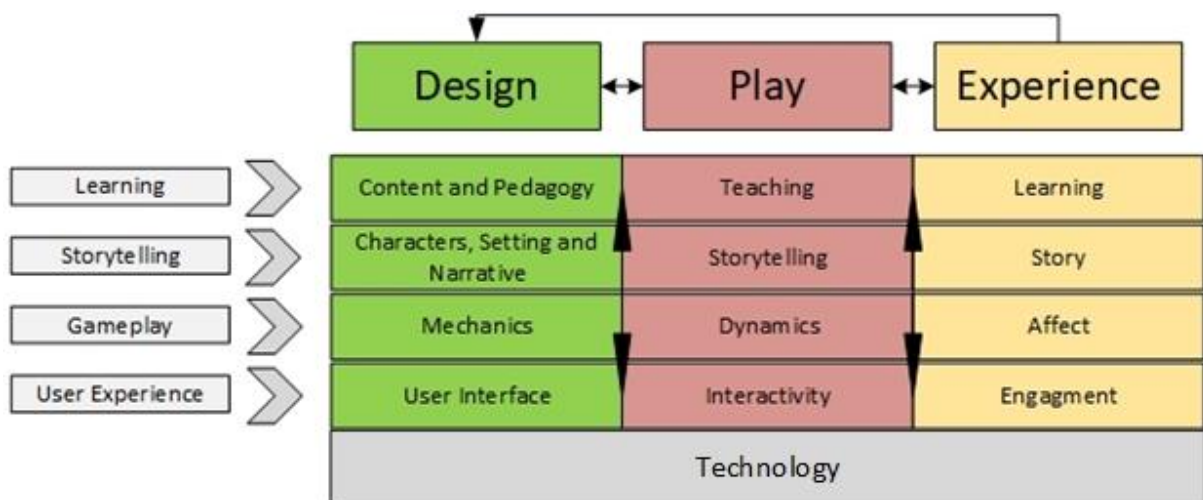 Design
Play
Experience
Learning
Content and Pedagogy
Teaching
Learning
Storytelling
Characters, Setting and
Narrative
Storytelling
Story
Gameplay
Mechanics
Dynamics
Affect
User Experience
User Interface
Interactivity
Engagment
Technology